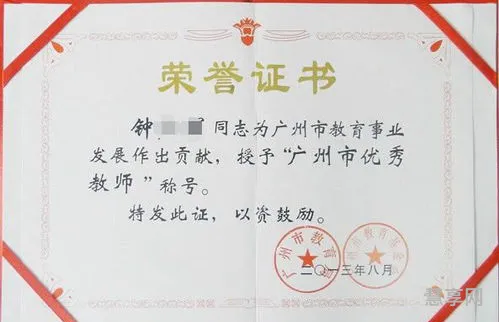 荣誉证书
钟 同志为广州市教育事业
发展作出贡献，授予“广州市优秀
教师”称号。
特发此证，以资鼓励。
广州市教育局
二〇一三年八月
慧享网